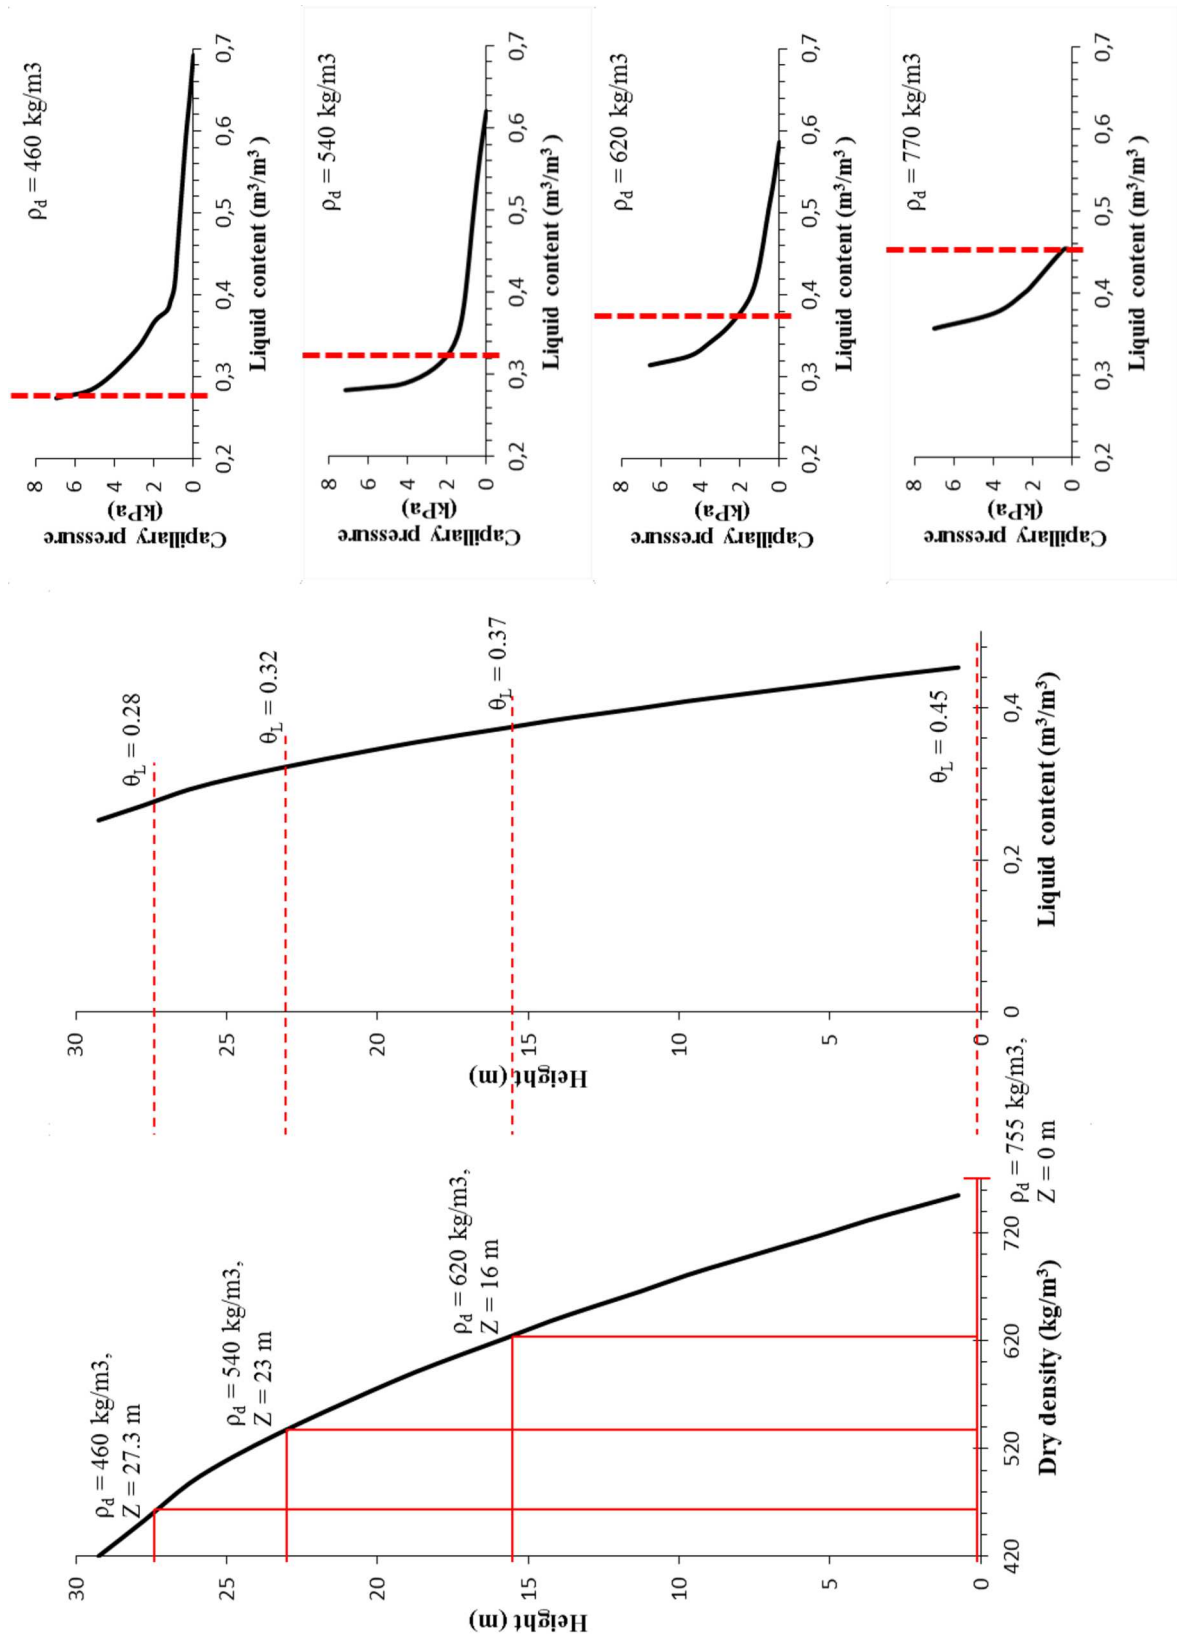 30
25
20
15
10
5
0
Height (m)
420
520
620
720
Dry density (kg/m³)
ρd = 460 kg/m3,
Z = 27.3 m
ρd = 540 kg/m3,
Z = 23 m
ρd = 620 kg/m3,
Z = 16 m
ρd = 755 kg/m3,
Z = 0 m
30
25
20
15
10
5
0
Height (m)
0
0,2
0,4
Liquid content (m³/m³)
θL = 0.28
θL = 0.32
θL = 0.37
θL = 0.45
ρd = 460 kg/m3
8
6
4
2
0
Capillary pressure
(kPa)
0,2
0,3
0,4
0,5
0,6
0,7
Liquid content (m³/m³ )
ρd = 540 kg/m3
8
6
4
2
0
Capillary pressure
(kPa)
0,2
0,3
0,4
0,5
0,6
0,7
Liquid content (m³/m³ )
ρd = 620 kg/m3
8
6
4
2
0
Capillary pressure
(kPa)
0,2
0,3
0,4
0,5
0,6
0,7
Liquid content (m³/m³ )
ρd = 770 kg/m3
8
6
4
2
0
Capillary pressure
(kPa)
0,2
0,3
0,4
0,5
0,6
0,7
Liquid content (m³/m³ )